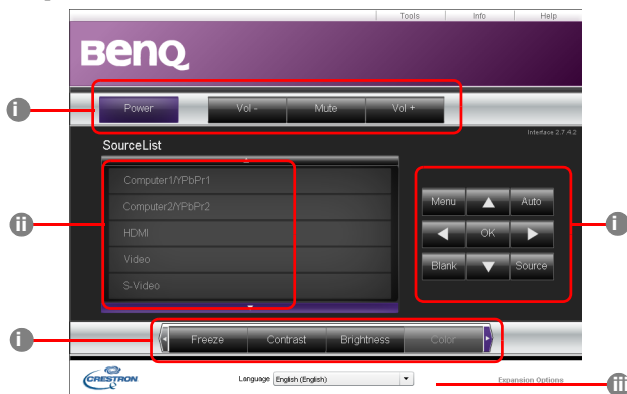 Tools Info Help
BenQ
i Power Vol - Mute Vol +
Interface 2.7.4.2
SourceList
Computer1/YPbPr1
Computer2/YPbPr2
HDMI
Video
S-Video
ii
Menu Auto
OK
Blank Source
i
i Freeze Contrast Brightness Color
CRESTRON Language English (English) Expansion Options iii